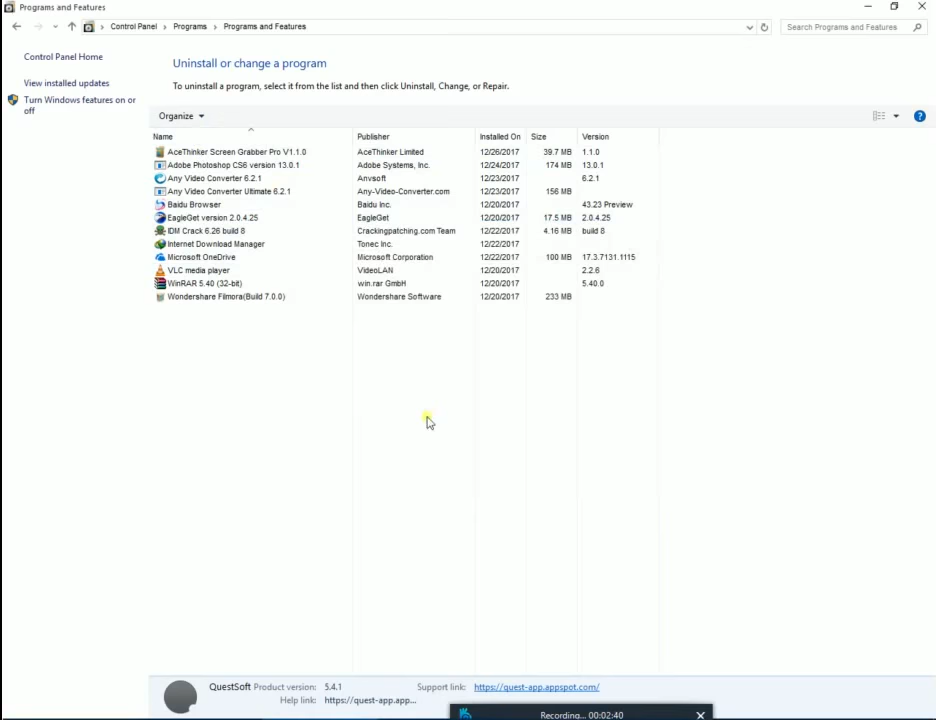 Programs and Features
Control Panel > Programs > Programs and Features
Search Programs and Features
Control Panel Home
View installed updates
Turn Windows features on or
off
Uninstall or change a program
To uninstall a program, select it from the list and then click Uninstall, Change, or Repair.
Organize
?
Name Publisher Installed On Size Version
AceThinker Screen Grabber Pro V1.1.0 AceThinker Limited 12/26/2017 39.7 MB 1.1.0
Adobe Photoshop CS6 version 13.0.1 Adobe Systems, Inc. 12/24/2017 174 MB 13.0.1
Any Video Converter 6.2.1 Anvsoft 12/23/2017 6.2.1
Any Video Converter Ultimate 6.2.1 Any-Video-Converter.com 12/23/2017 156 MB
Baidu Browser Baidu Inc. 12/20/2017 43.23 Preview
EagleGet version 2.0.4.25 EagleGet 12/20/2017 17.5 MB 2.0.4.25
IDM Crack 6.26 build 8 Crackingpatching.com Team 12/22/2017 4.16 MB build 8
Internet Download Manager Tonec Inc. 12/22/2017
Microsoft OneDrive Microsoft Corporation 12/22/2017 100 MB 17.3.7131.1115
VLC media player VideoLAN 12/20/2017 2.2.6
WinRAR 5.40 (32-bit) win.rar GmbH 12/20/2017 5.40.0
Wondershare Filmora(Build 7.0.0) Wondershare Software 12/20/2017 233 MB
QuestSoft Product version: 5.4.1 Support link: https://quest-app.appspot.com/
Help link: https://quest-app.app...
Recording... 00:02:40